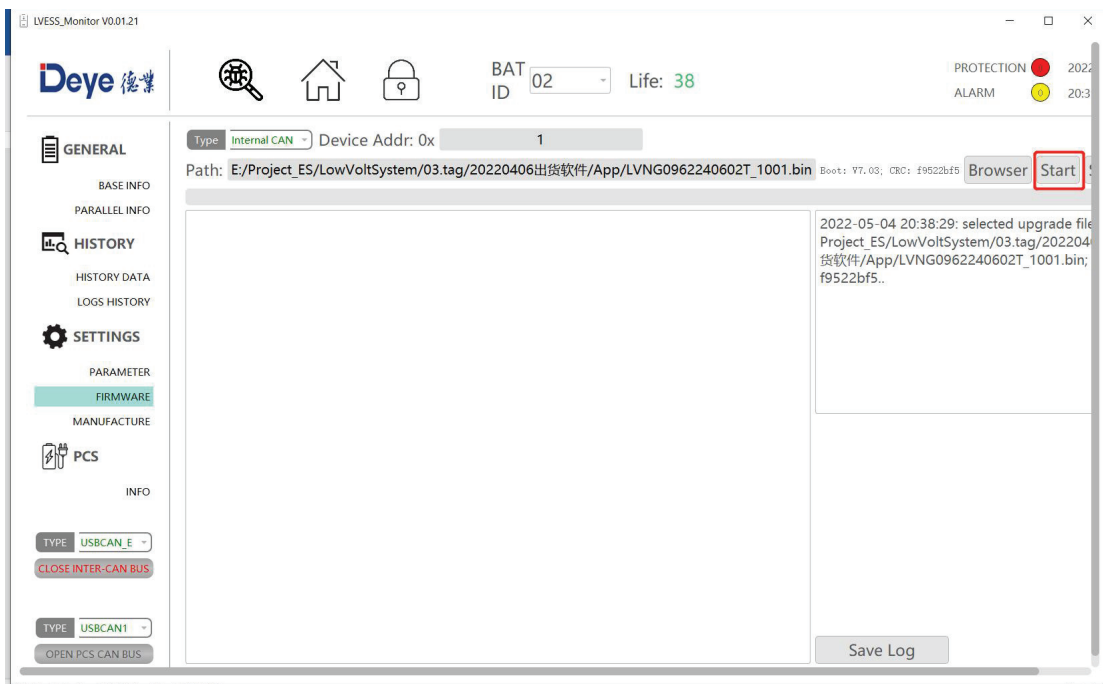 LVESS_Monitor V0.01.21
Deye 德業
BAT ID 02 Life: 38
PROTECTION 2022
ALARM 0 20:3
GENERAL
BASE INFO
PARALLEL INFO
HISTORY
HISTORY DATA
LOGS HISTORY
SETTINGS
PARAMETER
FIRMWARE
MANUFACTURE
PCS
INFO
TYPE USBCAN_E
CLOSE INTER-CAN BUS
TYPE USBCAN1
OPEN PCS CAN BUS
Type Internal CAN Device Addr: 0x 1
Path: E:/Project_ES/LowVoltSystem/03.tag/20220406出货软件/App/LVNG0962240602T_1001.bin Boot: V7.03; CRC: f9522bf5 Browser Start
2022-05-04 20:38:29: selected upgrade file
Project_ES/LowVoltSystem/03.tag/202204
货软件/App/LVNG0962240602T_1001.bin;
f9522bf5..
Save Log